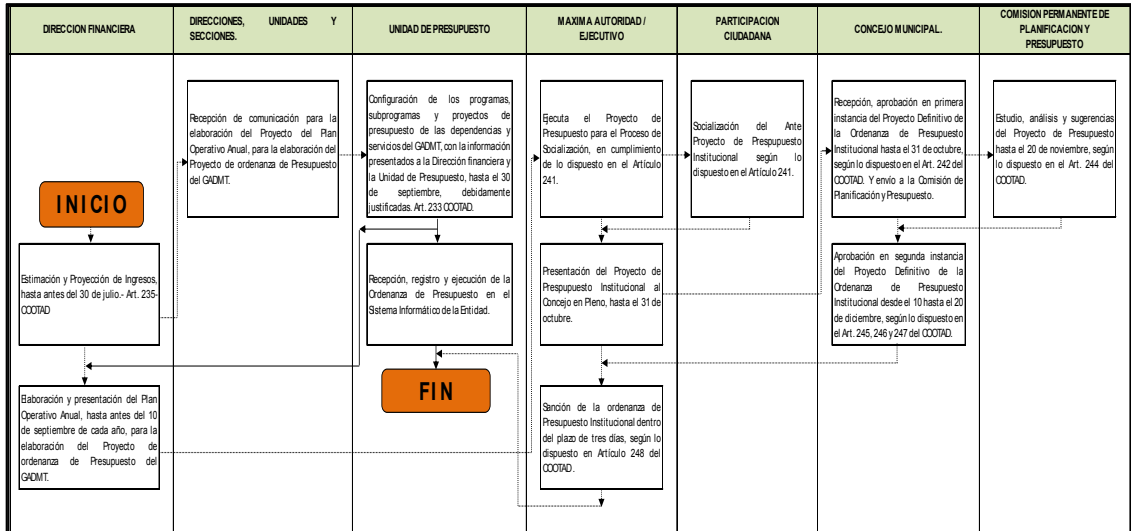 DIRECCION FINANCIERA
DIRECCIONES, UNIDADES Y
SECCIONES.
UNIDAD DE PRESUPUESTO
MAXIMA AUTORIDAD /
EJECUTIVO
PARTICIPACION
CIUDADANA
CONCEJO MUNICIPAL.
COMISION PERMANENTE DE
PLANIFICACION Y
PRESUPUESTO
INICIO
Estimación y Proyección de Ingresos,
hasta antes del 30 de julio.- Art. 235-
COOTAD
Elaboración y presentación del Plan
Operativo Anual, hasta antes del 10
de septiembre de cada año, para la
elaboración del Proyecto de
ordenanza de Presupuesto del
GADMT.
Recepción de comunicación para la
elaboración del Proyecto del Plan
Operativo Anual, para la elaboración del
Proyecto de ordenanza de Presupuesto
del GADMT.
Configuración de los programas,
subprogramas y proyectos de
presupuesto de las dependencias y
servicios del GADMT, con la información
presentados a la Dirección financiera y
la Unidad de Presupuesto, hasta el 30
de septiembre, debidamente
justificadas. Art. 233 COOTAD.
Recepción, registro y ejecución de la
Ordenanza de Presupuesto en el
Sistema Informático de la Entidad.
FIN
Ejecuta el Proyecto de
Presupuesto para el Proceso de
Socialización, en cumplimiento
de lo dispuesto en el Artículo
241.
Presentación del Proyecto de
Prespuesto Institucional al
Concejo en Pleno, hasta el 31 de
octubre.
Sanción de la ordenanza de
Presupuesto Institucional dentro
del plazo de tres días, según lo
dispuesto en Artículo 248 del
COOTAD.
Socialización del Ante
Proyecto de Prespupuesto
Institucional según lo
dispuesto en el Artículo 241.
Recepción, aprobación en primera
instancia del Proyecto Definitivo de
la Ordenanza de Presupuesto
Institucional hasta el 31 de octubre,
según lo dispuesto en el Art. 242 del
COOTAD. Y envío a la Comisión de
Planificación y Presupuesto.
Aprobación en segunda instancia
del Proyecto Definitivo de la
Ordenanza de Presupuesto
Institucional desde el 10 hasta el 20
de diciembre, según lo dispuesto en
el Art. 245, 246 y 247 del COOTAD.
Estudio, análisis y sugerencias
del Proyecto de Presupuesto
hasta el 20 de noviembre, según
lo dispuesto en el Art. 244 del
COOTAD.